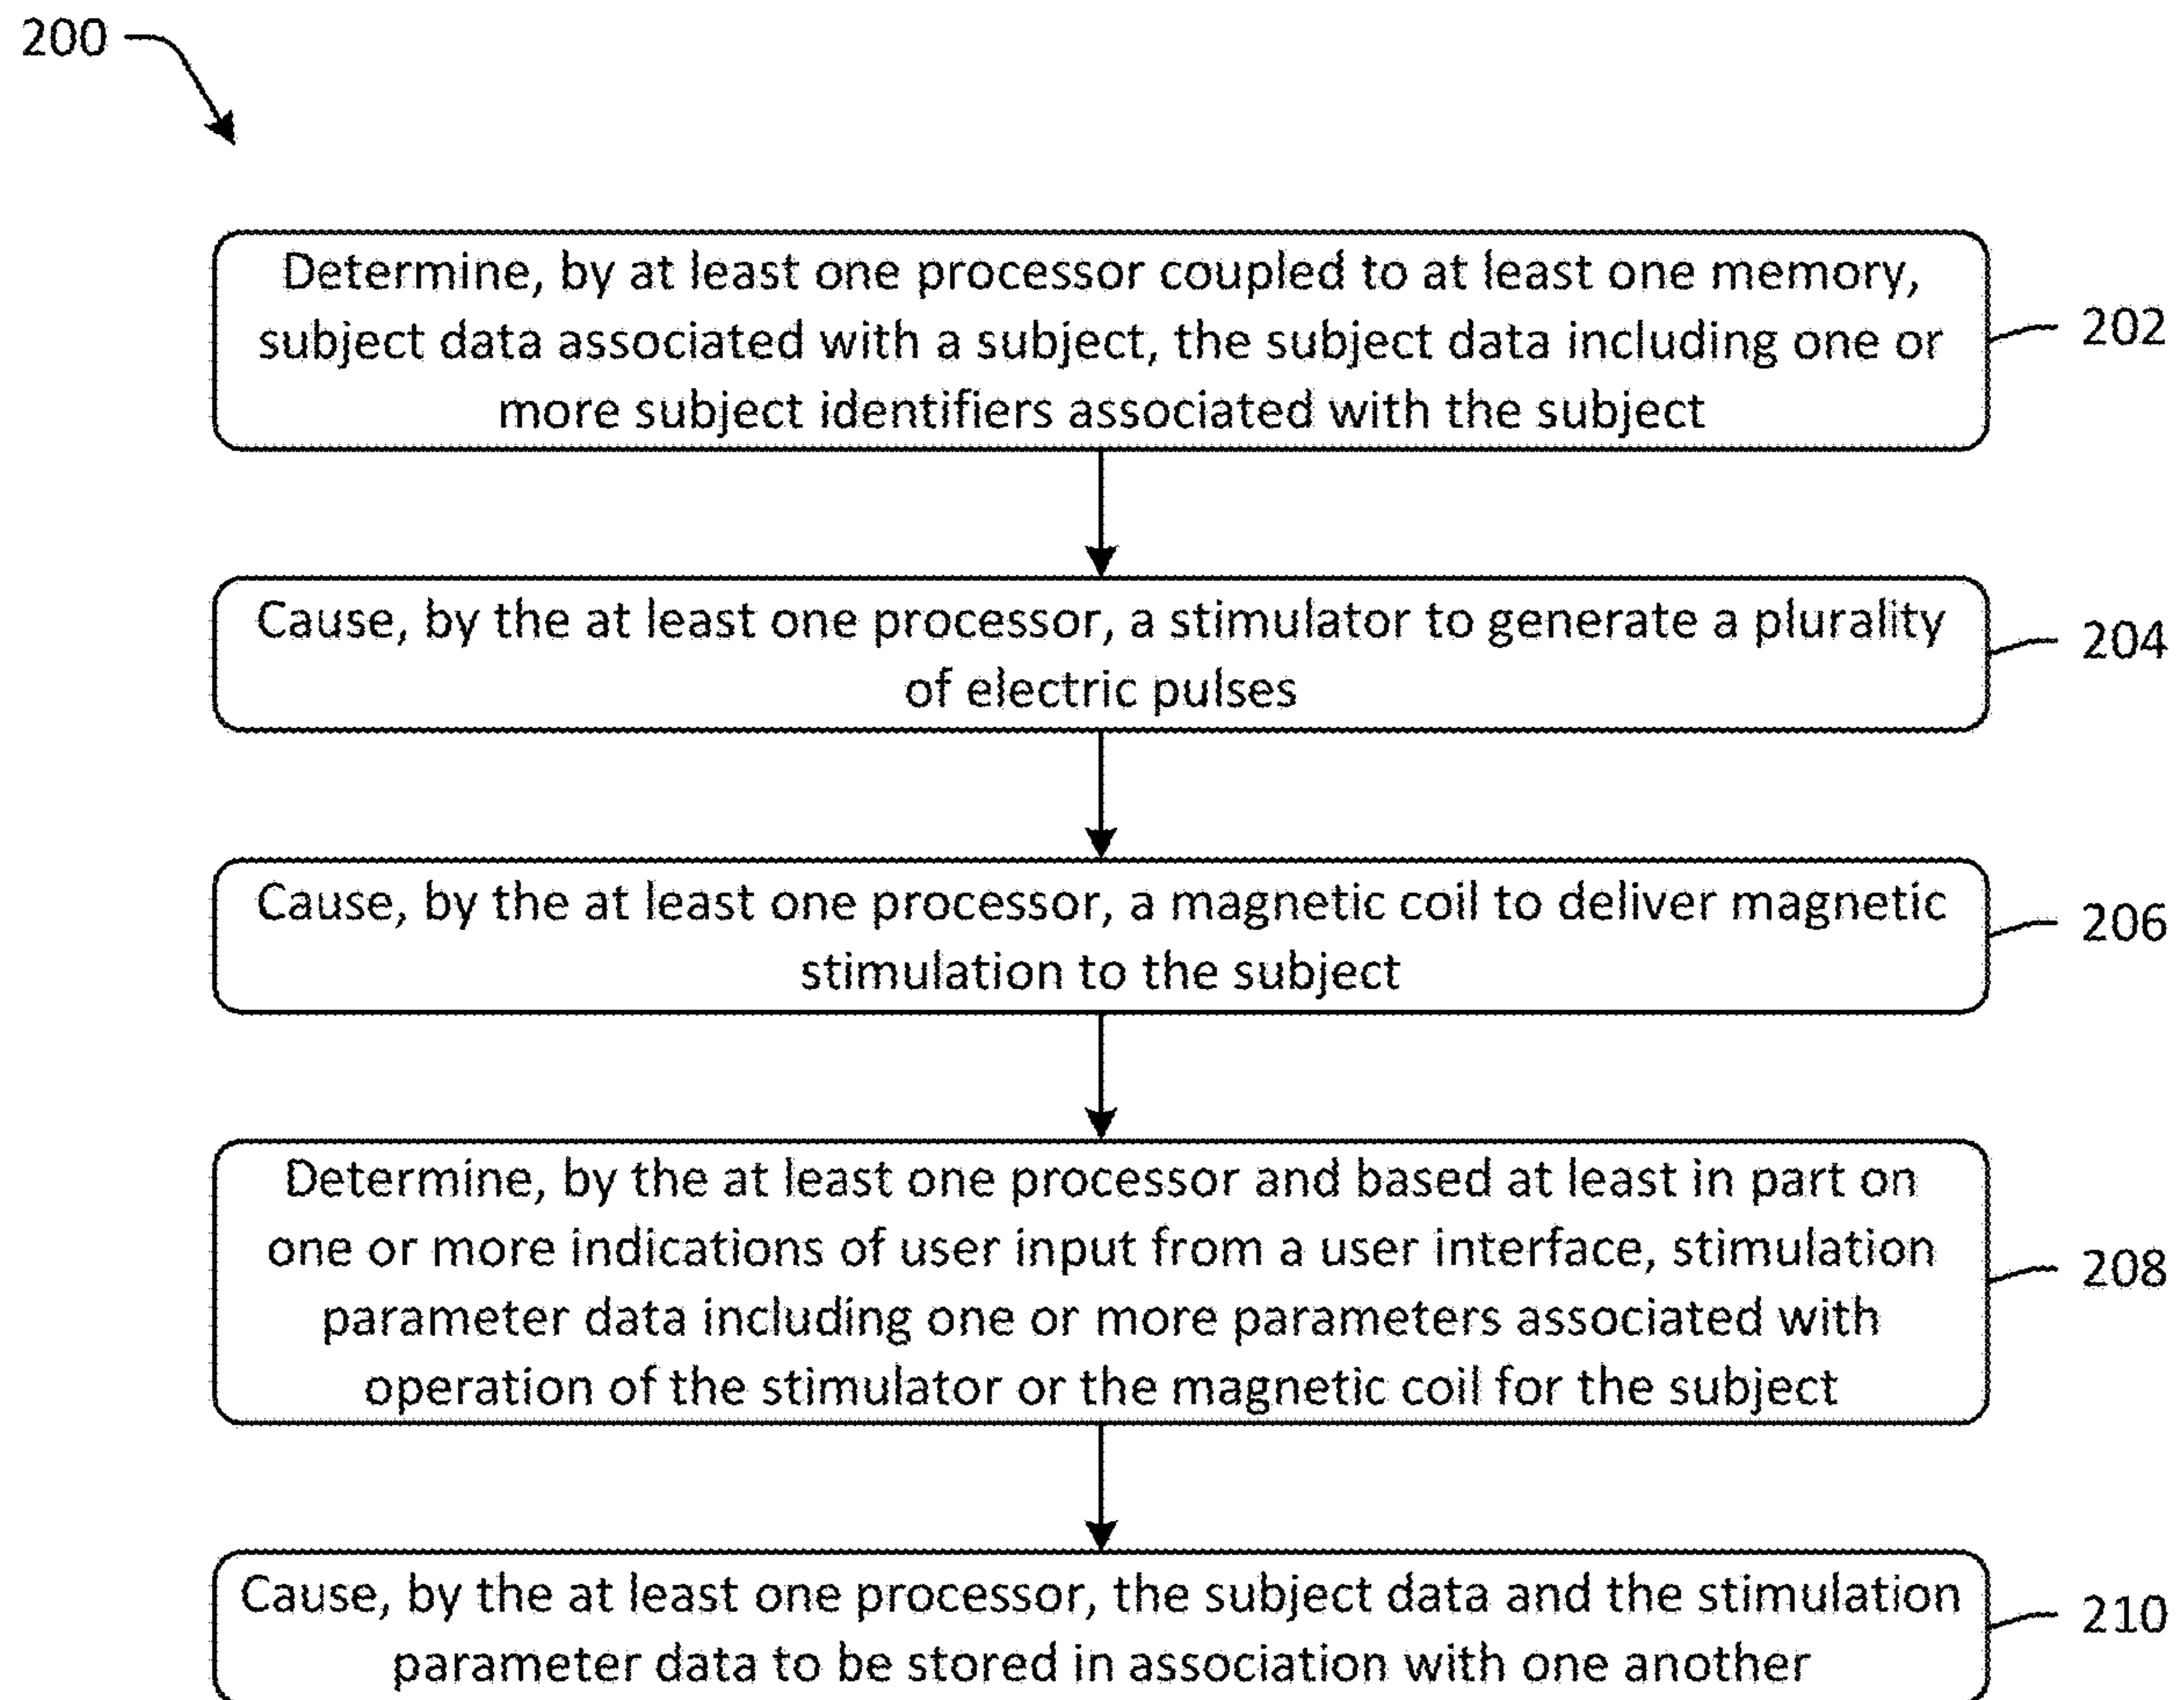 200
Determine, by at least one processor coupled to at least one memory,
subject data associated with a subject, the subject data including one or
more subject identifiers associated with the subject
202
Cause, by the at least one processor, a stimulator to generate a plurality
of electric pulses
204
Cause, by the at least one processor, a magnetic coil to deliver magnetic
stimulation to the subject
206
Determine, by the at least one processor and based at least in part on
one or more indications of user input from a user interface, stimulation
parameter data including one or more parameters associated with
operation of the stimulator or the magnetic coil for the subject
208
Cause, by the at least one processor, the subject data and the stimulation
parameter data to be stored in association with one another
210